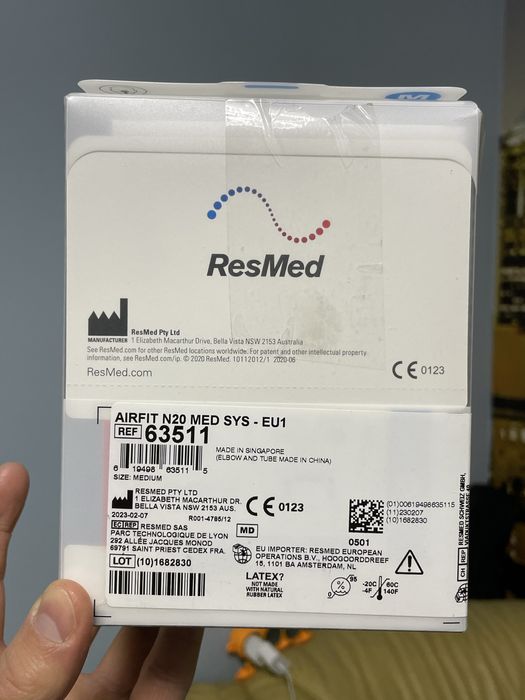 M
ResMed
ResMed Pty Ltd
MANUFACTURER 1 Elizabeth Macarthur Drive, Bella Vista NSW 2153 Australia
See ResMed.com for other ResMed locations worldwide. For patent and other intellectual property
information, see ResMed.com/ip. © 2020 ResMed. 10112012/1 2020-06
ResMed.com
CE 0123
AIRFIT N20 MED SYS - EU1
REF 63511
MADE IN SINGAPORE
(ELBOW AND TUBE MADE IN CHINA)
6 19498 63511 5
SIZE: MEDIUM
RESMED PTY LTD
1 ELIZABETH MACARTHUR DR.
BELLA VISTA NSW 2153 AUS.
2023-02-07
R001-4785/12
CE 0123
MD
(01)00619498635115
(11)230207
(10)1682830
0501
EC REP RESMED SAS
PARC TECHNOLOGIQUE DE LYON
292 ALLÉE JACQUES MONOD
69791 SAINT PRIEST CEDEX FRA.
EU IMPORTER: RESMED EUROPEAN
OPERATIONS B.V., HOOGOORDDREEF
15, 1101 BA AMSTERDAM, NL
LOT (10)1682830
LATEX?
NOT MADE
WITH NATURAL
RUBBER LATEX
0 % 95
-20C 60C
-4F 140F
CH REP RESMED SCHWEIZ GMBH,